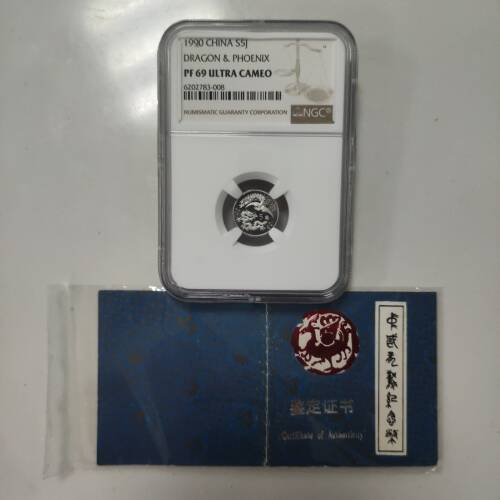 1990 CHINA S5J
DRAGON & PHOENIX
PF 69 ULTRA CAMEO
6202783-008
NUMISMATIC GUARANTY CORPORATION
NGC
鉴定证书
Certificate of Authenticity